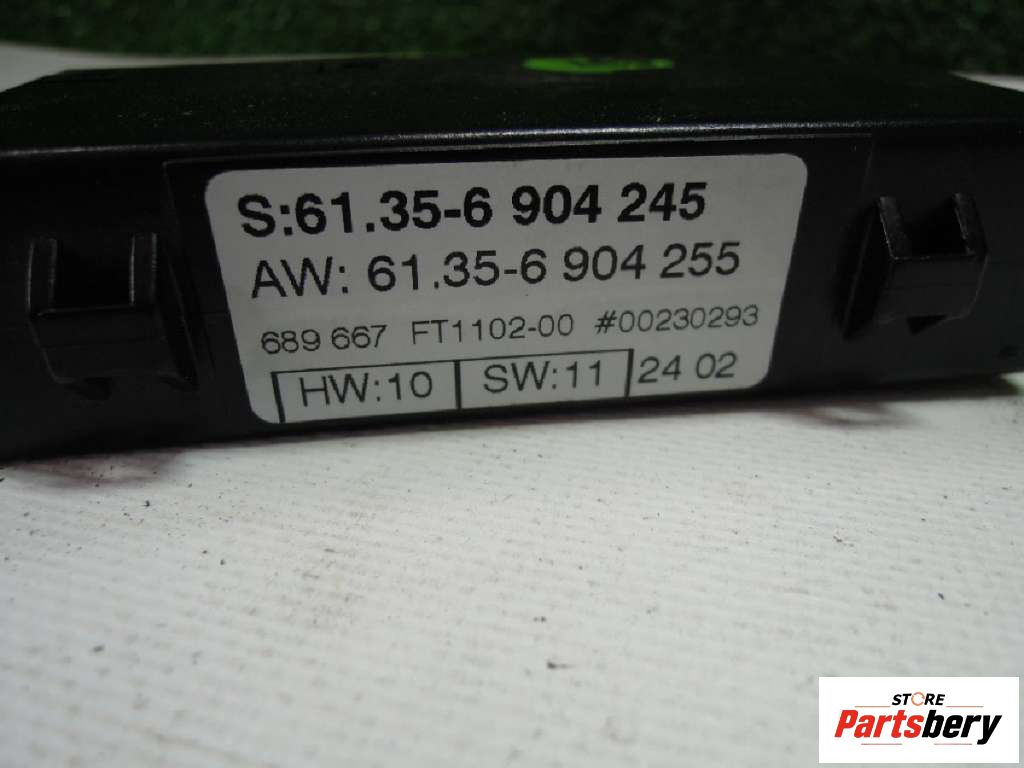 S:61.35-6 904 245
AW: 61.35-6 904 255
689 667 FT1102-00 #00230293
HW:10 SW:11 24 02
STORE
Partsbery